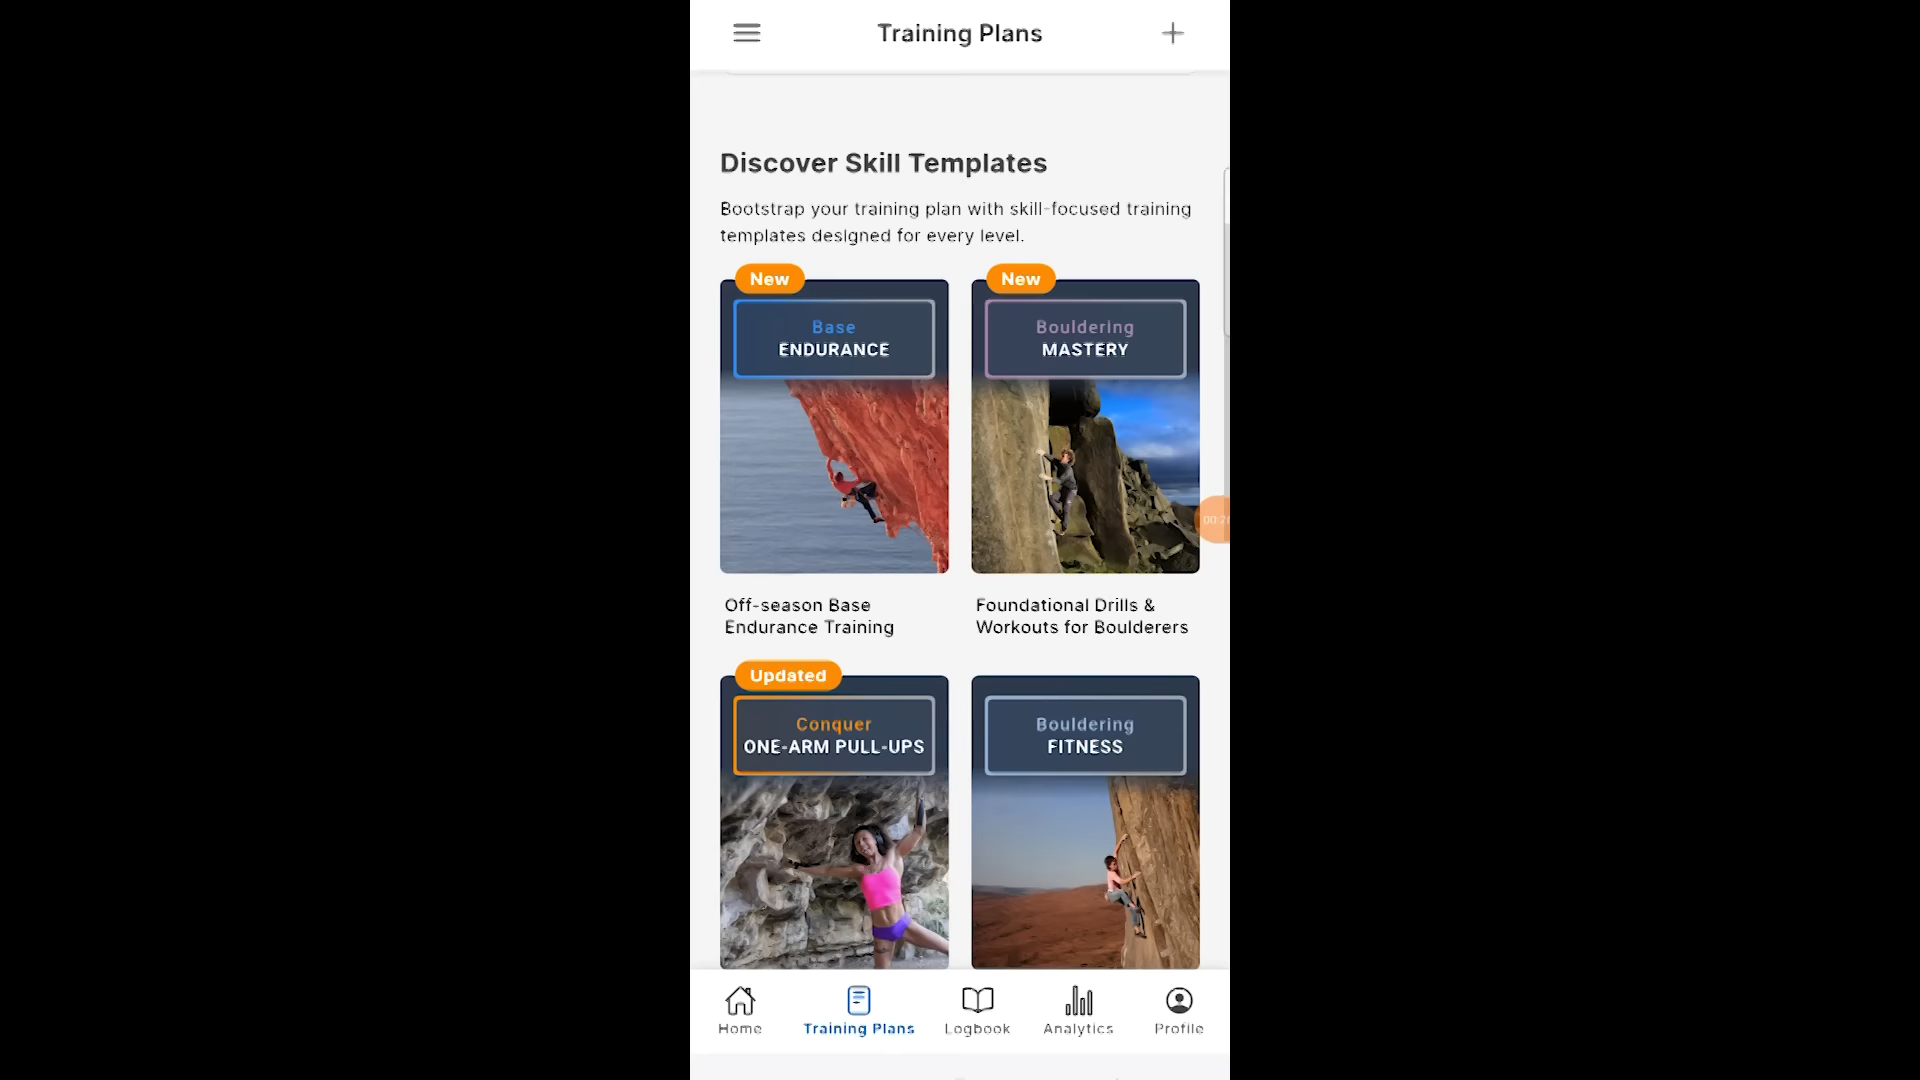 Training Plans
Discover Skill Templates
Bootstrap your training plan with skill-focused training
templates designed for every level.
New
Base
ENDURANCE
New
Bouldering
MASTERY
Off-season Base
Endurance Training
Foundational Drills &
Workouts for Boulderers
Updated
Conquer
ONE-ARM PULL-UPS
Bouldering
FITNESS
Home
Training Plans
Logbook
Analytics
Profile